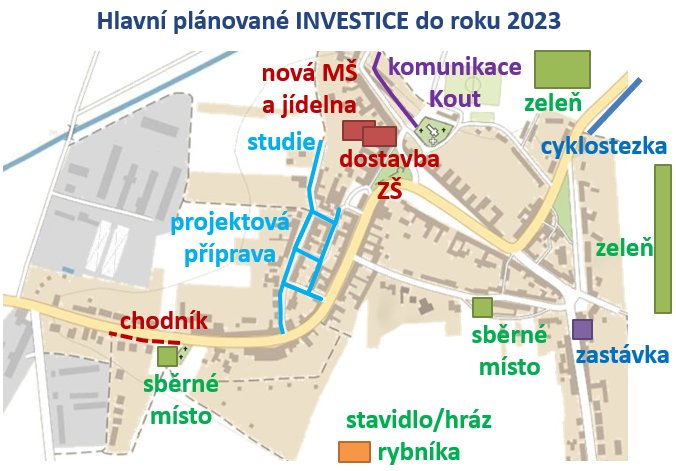 Hlavní plánované INVESTICE do roku 2023
nová MŠ
a jídelna
komunikace
Kout
zeleň
studie
dostavba
ZŠ
cyklostezka
projektová
příprava
zeleň
chodník
sběrné
místo
zastávka
sběrné
místo
stavidlo/hráz
rybníka